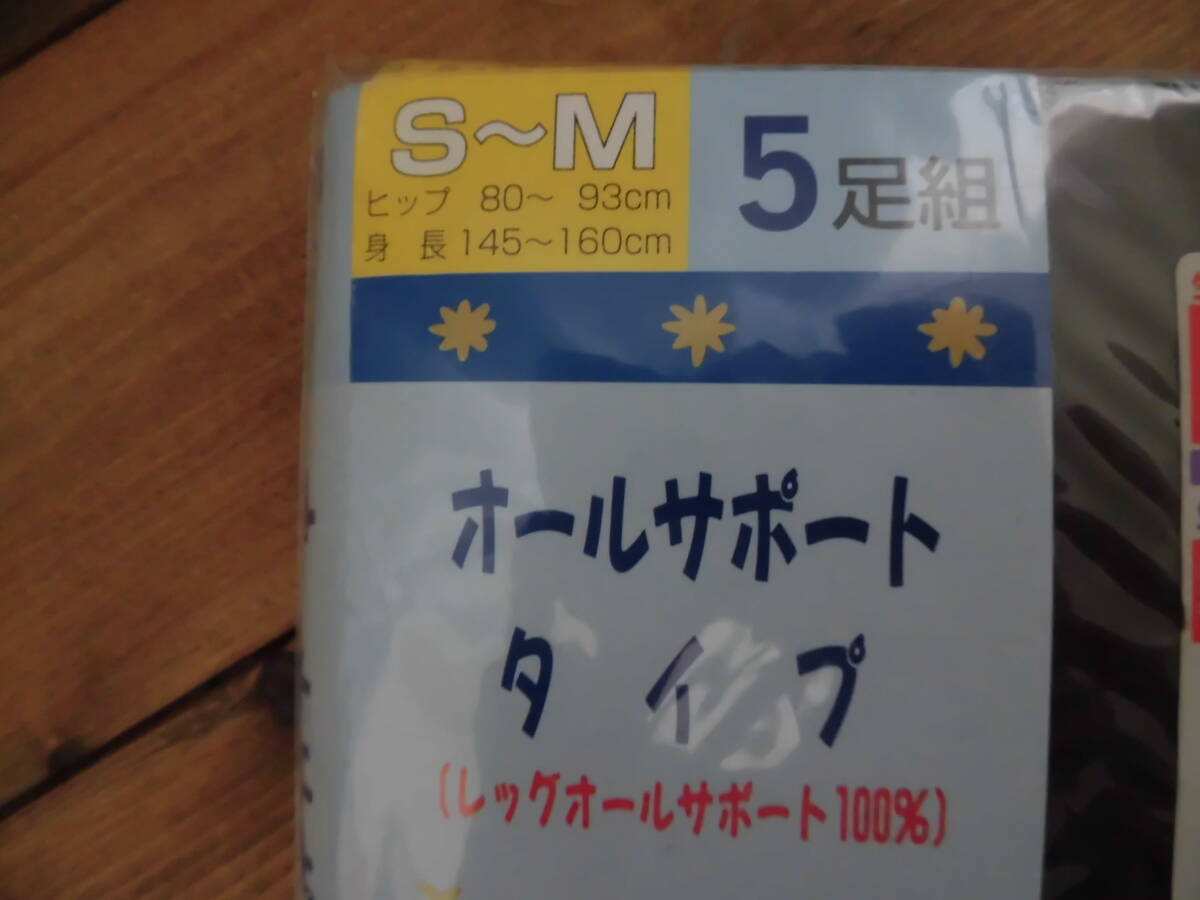 S〜M
ヒップ 80〜 93cm
身 長 145〜160cm
5足組
オールサポート
タイプ
(レッグオールサポート100%)